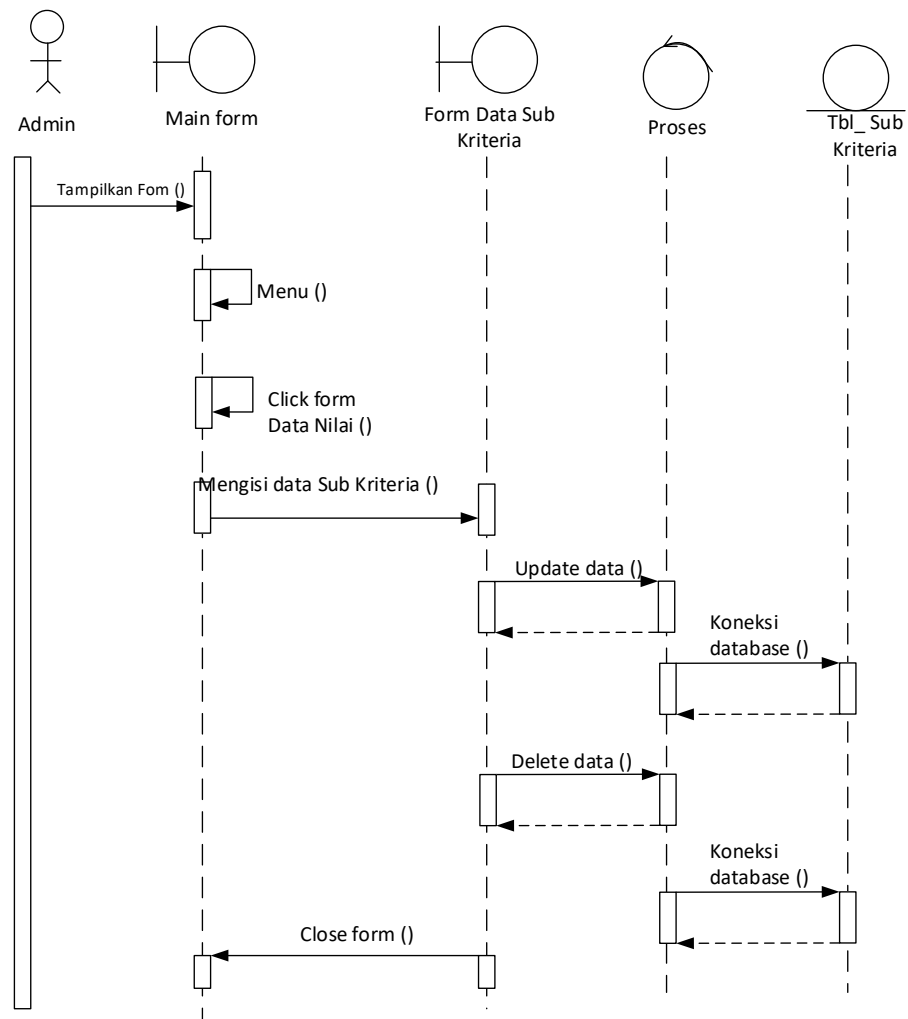 Admin
Main form
Form Data Sub
Kriteria
Proses
Tbl_ Sub
Kriteria
Tampilkan Fom ()
Menu ()
Click form
Data Nilai ()
Mengisi data Sub Kriteria ()
Update data ()
Koneksi
database ()
Delete data ()
Koneksi
database ()
Close form ()